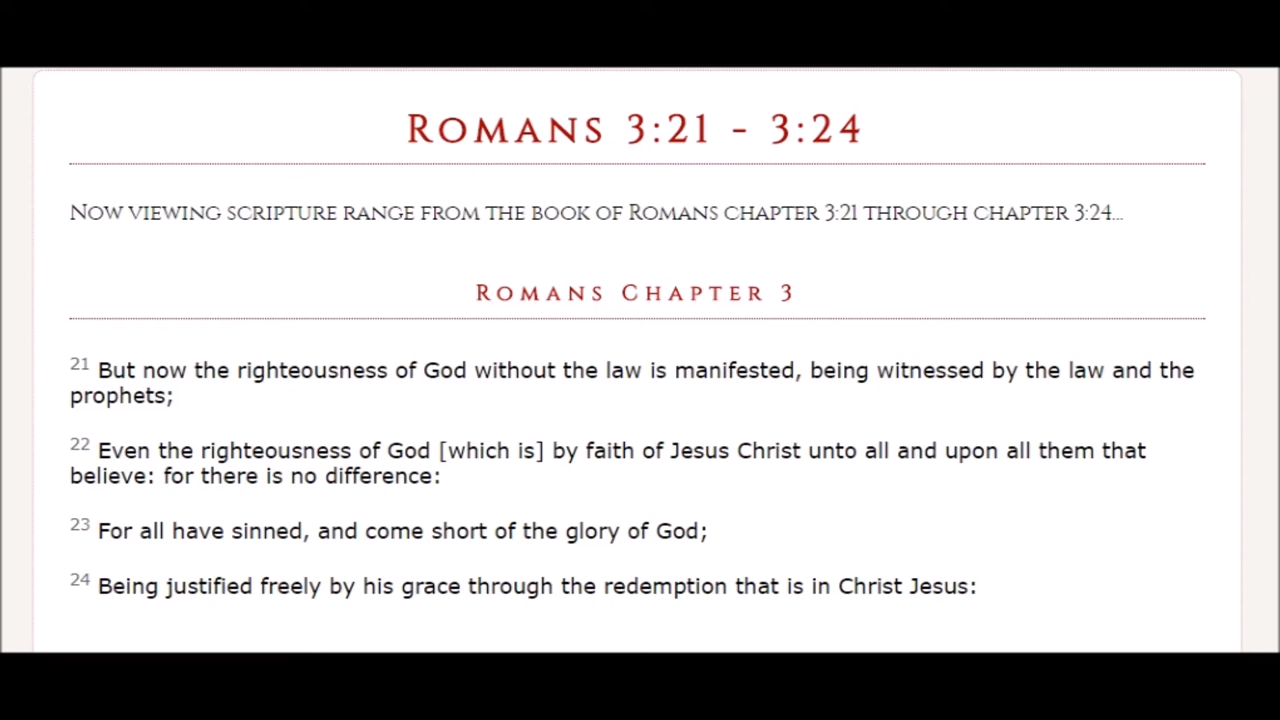 Romans 3:21 - 3:24
Now viewing scripture range from the book of Romans chapter 3:21 through chapter 3:24...
Romans Chapter 3
21 But now the righteousness of God without the law is manifested, being witnessed by the law and the
prophets;
22 Even the righteousness of God [which is] by faith of Jesus Christ unto all and upon all them that
believe: for there is no difference:
23 For all have sinned, and come short of the glory of God;
24 Being justified freely by his grace through the redemption that is in Christ Jesus: